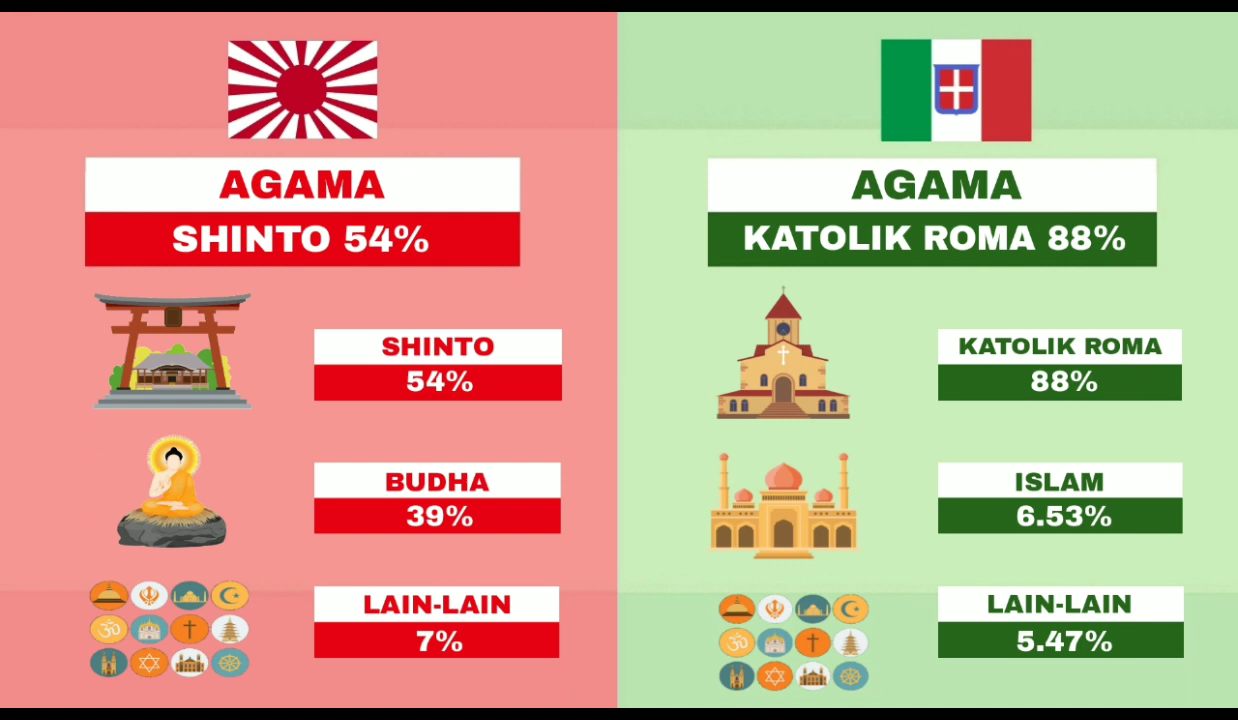 AGAMA
SHINTO 54%
SHINTO
54%
BUDHA
39%
LAIN-LAIN
7%
AGAMA
KATOLIK ROMA 88%
KATOLIK ROMA
88%
ISLAM
6.53%
LAIN-LAIN
5.47%